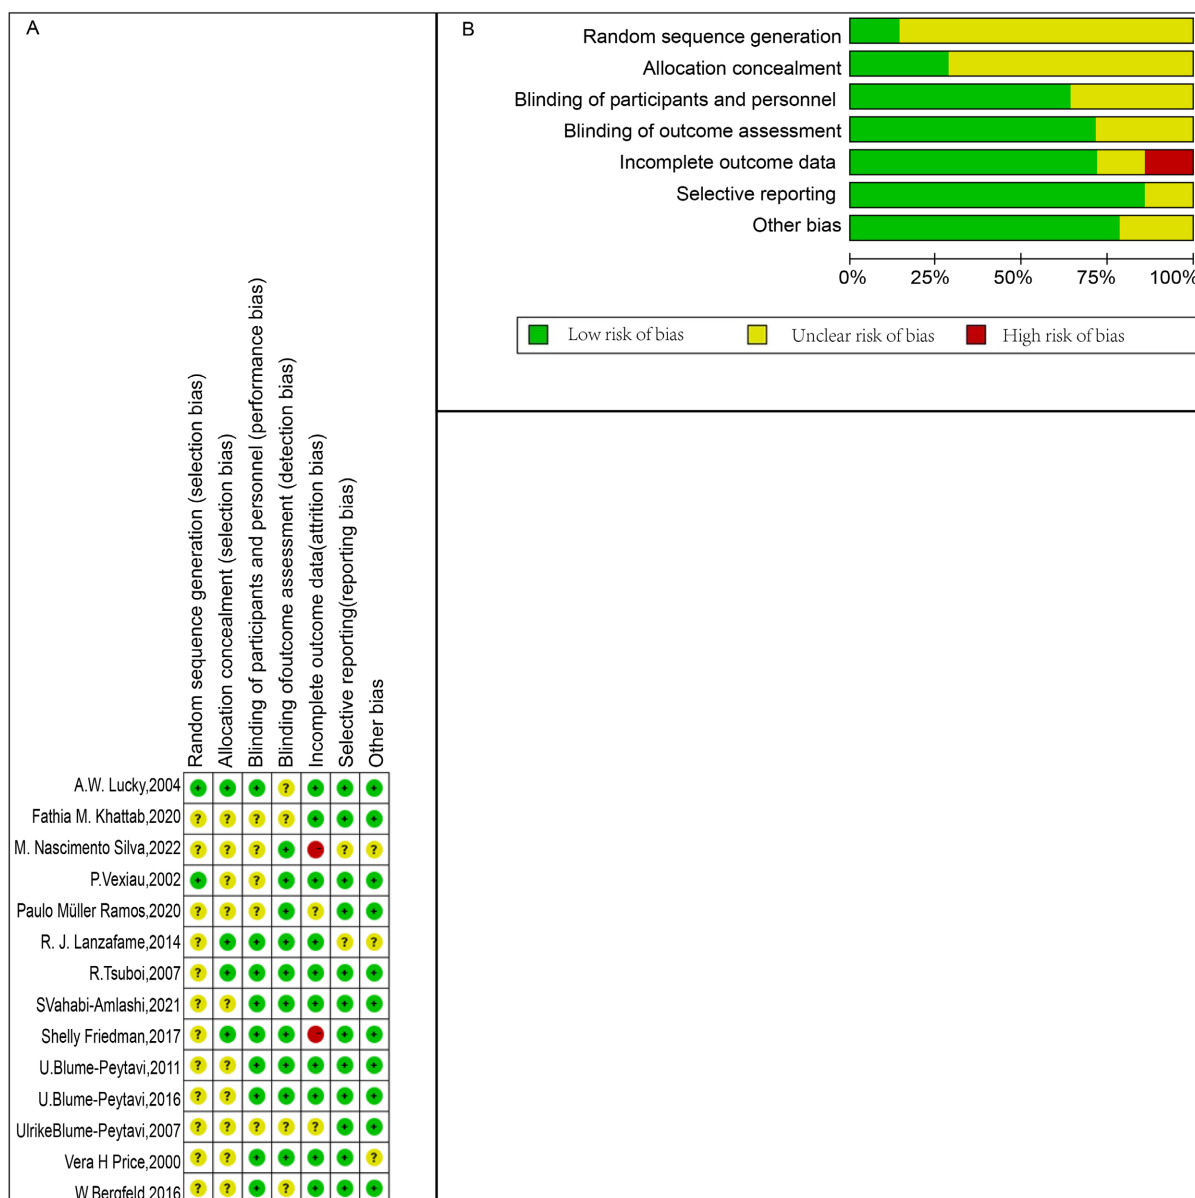 A
Random sequence generation (selection bias)
Allocation concealment (selection bias)
Blinding of participants and personnel (performance bias)
Blinding ofoutcome assessment (detection bias)
Incomplete outcome data(attrition bias)
Selective reporting(reporting bias)
Other bias
A.W. Lucky,2004 + + + ? + + +
Fathia M. Khattab,2020 ? ? ? ? + + +
M. Nascimento Silva,2022 ? ? ? + - ? ?
P.Vexiau,2002 + ? ? + + + +
Paulo Müller Ramos,2020 ? ? ? + ? + +
R. J. Lanzafame,2014 ? + + + + ? ?
R.Tsuboi,2007 ? + + + + + +
SVahabi-Amlashi,2021 ? ? + + + + +
Shelly Friedman,2017 ? + + + - + +
U.Blume-Peytavi,2011 ? ? + + + + +
U.Blume-Peytavi,2016 ? ? + + + + +
UlrikeBlume-Peytavi,2007 ? ? ? ? ? + +
Vera H Price,2000 ? ? + + + + ?
W.Bergfeld,2016 ? ? + ? + + +
B
Random sequence generation
Allocation concealment
Blinding of participants and personnel
Blinding of outcome assessment
Incomplete outcome data
Selective reporting
Other bias
0% 25% 50% 75% 100%
Low risk of bias Unclear risk of bias High risk of bias